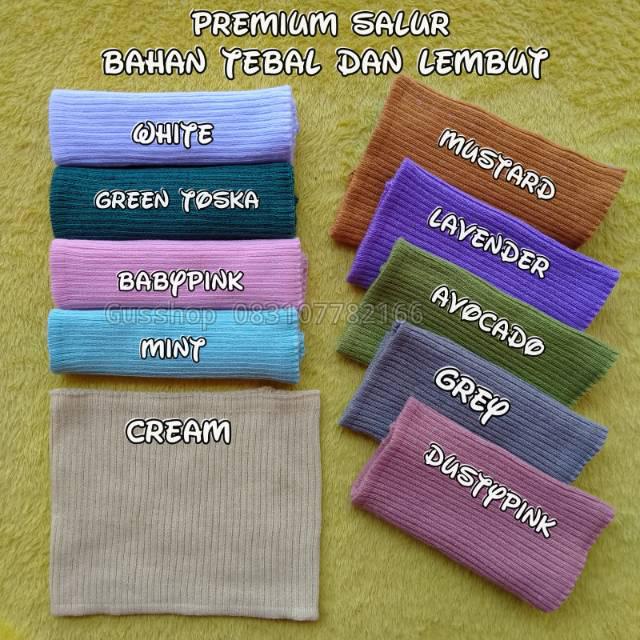 PREMIUM SALUR
BAHAN TEBAL DAN LEMBUT
WHITE
GREEN TOSKA
BABYPINK
Gusshop 083107782166
MINT
CREAM
MUSTARD
LAVENDER
AVOCADO
GREY
DUSTYPINK